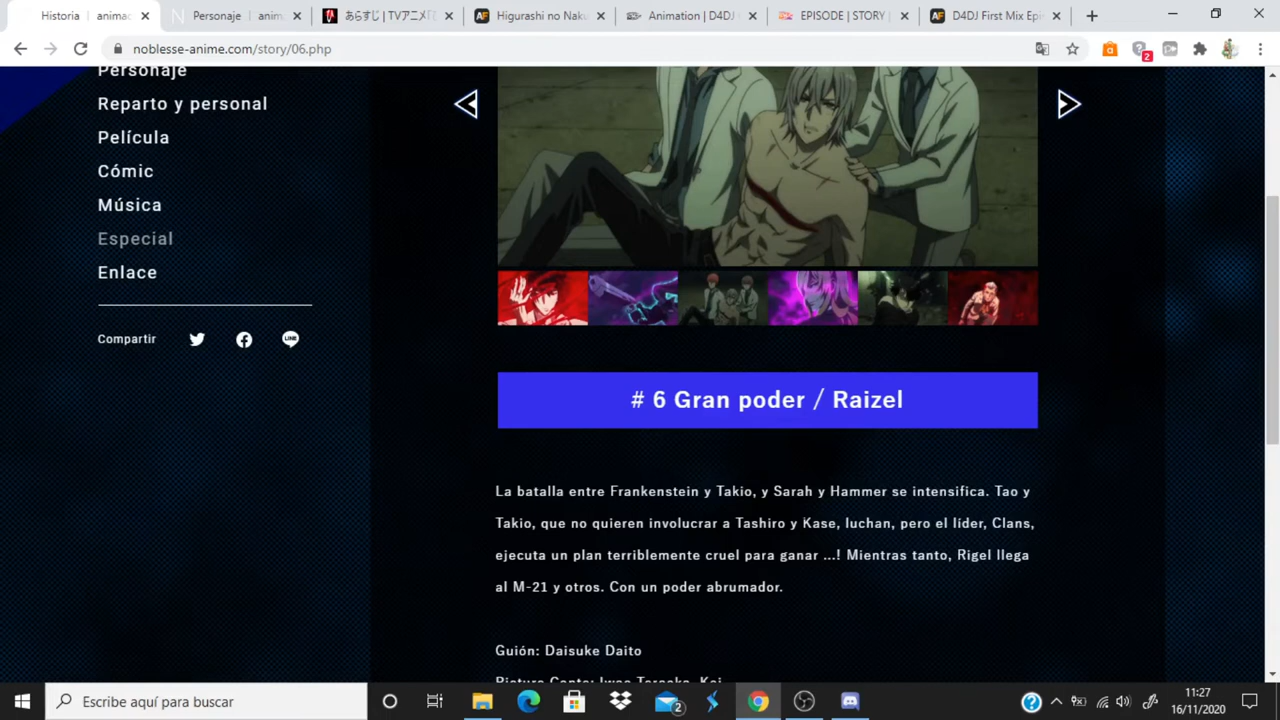 Historia | animac
Personaje | anim
あらすじ | TVアニメ「
Higurashi no Naku
Animation | D4DJ
EPISODE | STORY |
D4DJ First Mix Epi
noblesse-anime.com/story/06.php
2
Personaje
Reparto y personal
Película
Cómic
Música
Especial
Enlace
Compartir
LINE
# 6 Gran poder / Raizel
La batalla entre Frankenstein y Takio, y Sarah y Hammer se intensifica. Tao y
Takio, que no quieren involucrar a Tashiro y Kase, luchan, pero el líder, Clans,
ejecuta un plan terriblemente cruel para ganar ...! Mientras tanto, Rigel llega
al M-21 y otros. Con un poder abrumador.
Guión: Daisuke Daito
Escribe aquí para buscar
2
11:27
16/11/2020